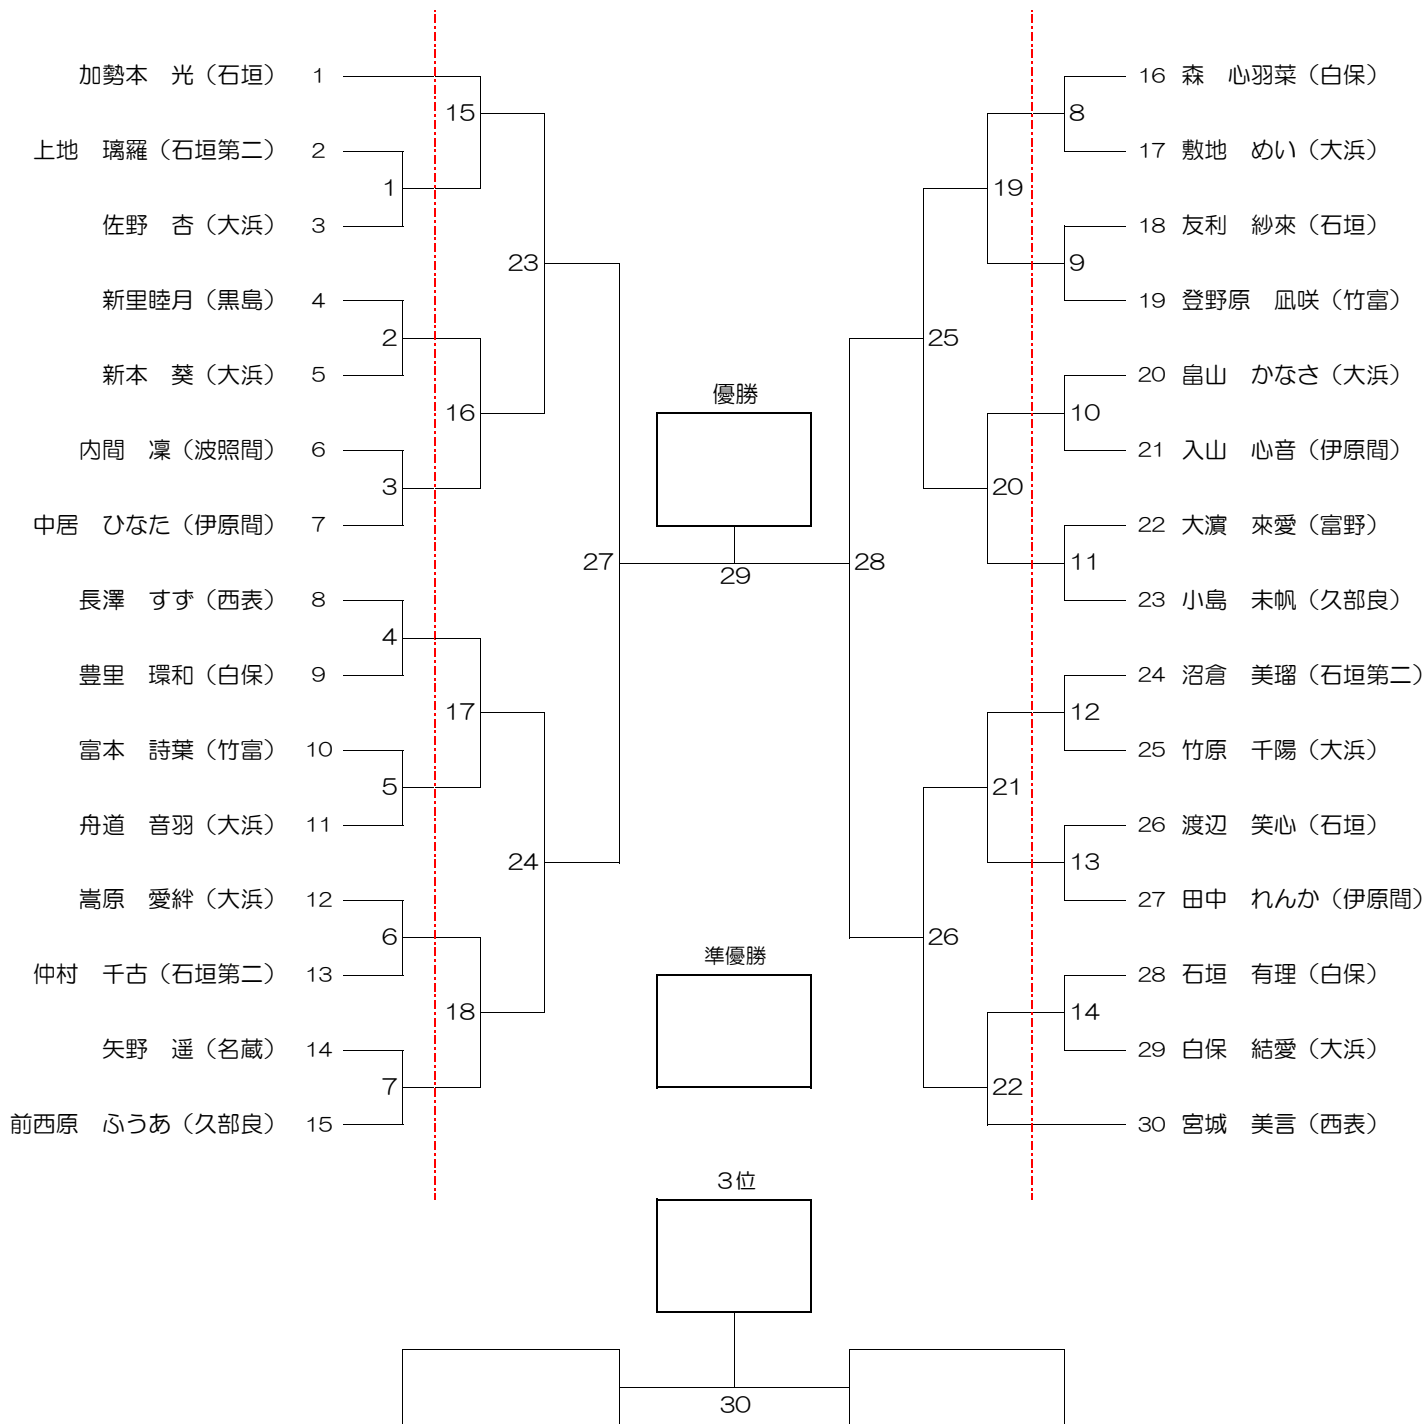 加勢本　光（石垣） 1
上地　璃羅（石垣第二） 2
佐野　杏（大浜） 3
新里睦月（黒島） 4
新本　葵（大浜） 5
内間　凜（波照間） 6
中居　ひなた（伊原間） 7
長澤　すず（西表） 8
豊里　環和（白保） 9
富本　詩葉（竹富） 10
舟道　音羽（大浜） 11
嵩原　愛絆（大浜） 12
仲村　千古（石垣第二） 13
矢野　遥（名蔵） 14
前西原　ふうあ（久部良） 15
1
2
3
4
5
6
7
15
16
17
18
23
24
27
優勝
29
準優勝
3位
30
28
25
26
19
20
21
22
8
9
10
11
12
13
14
16 森　心羽菜（白保）
17 敷地　めい（大浜）
18 友利　紗來（石垣）
19 登野原　凪咲（竹富）
20 畠山　かなさ（大浜）
21 入山　心音（伊原間）
22 大濵　來愛（富野）
23 小島　未帆（久部良）
24 沼倉　美瑠（石垣第二）
25 竹原　千陽（大浜）
26 渡辺　笑心（石垣）
27 田中　れんか（伊原間）
28 石垣　有理（白保）
29 白保　結愛（大浜）
30 宮城　美言（西表）